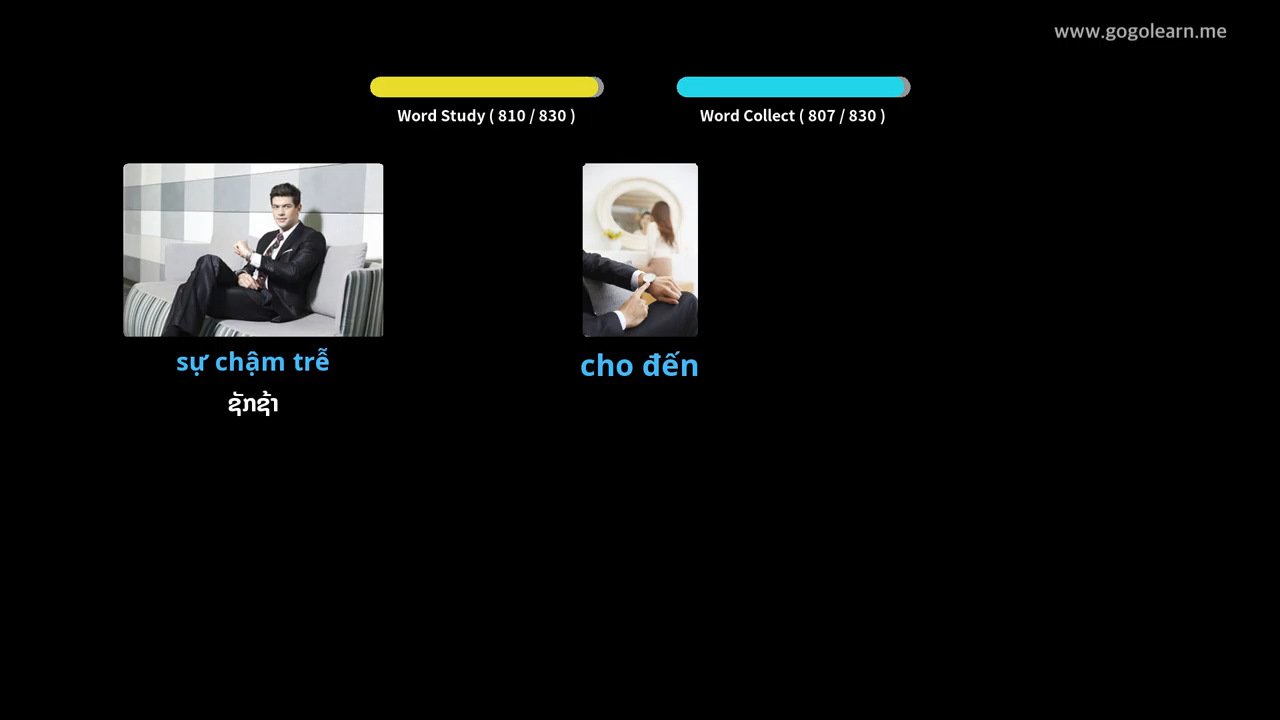 www.gogolearn.me
Word Study ( 810 / 830 )
Word Collect ( 807 / 830 )
sự chậm trễ
ຊັກຊ້າ
cho đến